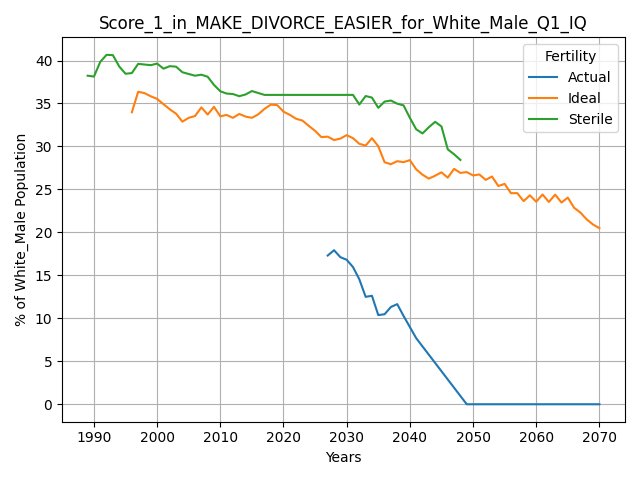 Score_1_in_MAKE_DIVORCE_EASIER_for_White_Male_Q1_IQ
Fertility
Actual
Ideal
Sterile
% of White_Male Population
40
35
30
25
20
15
10
5
0
1990 2000 2010 2020 2030 2040 2050 2060 2070
Years